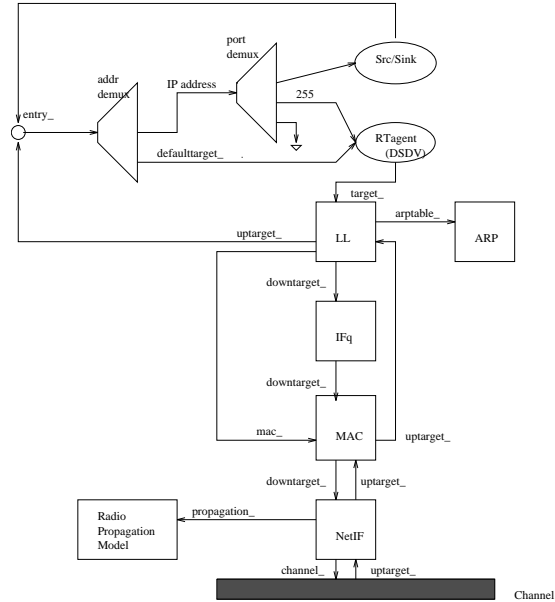 port
demux
Src/Sink
addr
demux
IP address
255
entry_
RTagent
(DSDV)
defaulttarget_
target_
arptable_
uptarget_
LL
ARP
downtarget_
IFq
downtarget_
mac_
MAC
uptarget_
downtarget_
uptarget_
Radio
Propagation
Model
propagation_
NetIF
channel_
uptarget_
Channel